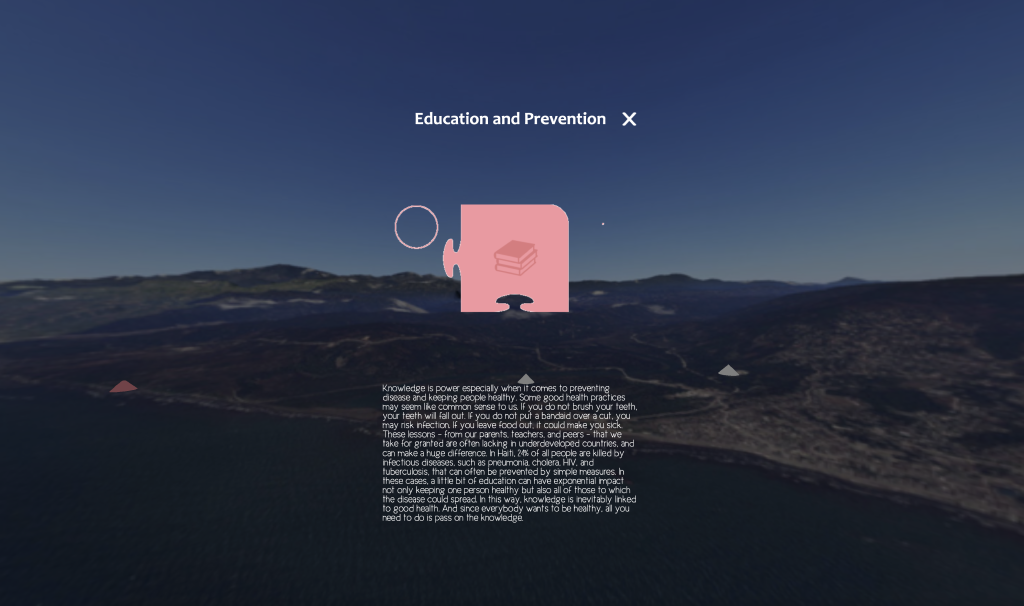 Education and Prevention
Knowledge is power especially when it comes to preventing
disease and keeping people healthy. Some good health practices
may seem like common sense to us. If you do not brush your teeth,
your teeth will fall out. If you do not put a bandaid over a cut, you
may risk infection. If you leave food out, it could make you sick.
These lessons - from our parents, teachers, and peers - that we
take for granted are often lacking in underdeveloped countries, and
can make a huge difference. In Haiti, 24% of all people are killed by
infectious diseases, such as pneumonia, cholera, HIV, and
tuberculosis, that can often be prevented by simple measures. In
these cases, a little bit of education can have exponential impact
not only keeping one person healthy but also all of those to which
the disease could spread. In this way, knowledge is inevitably linked
to good health. And since everybody wants to be healthy, all you
need to do is pass on the knowledge.